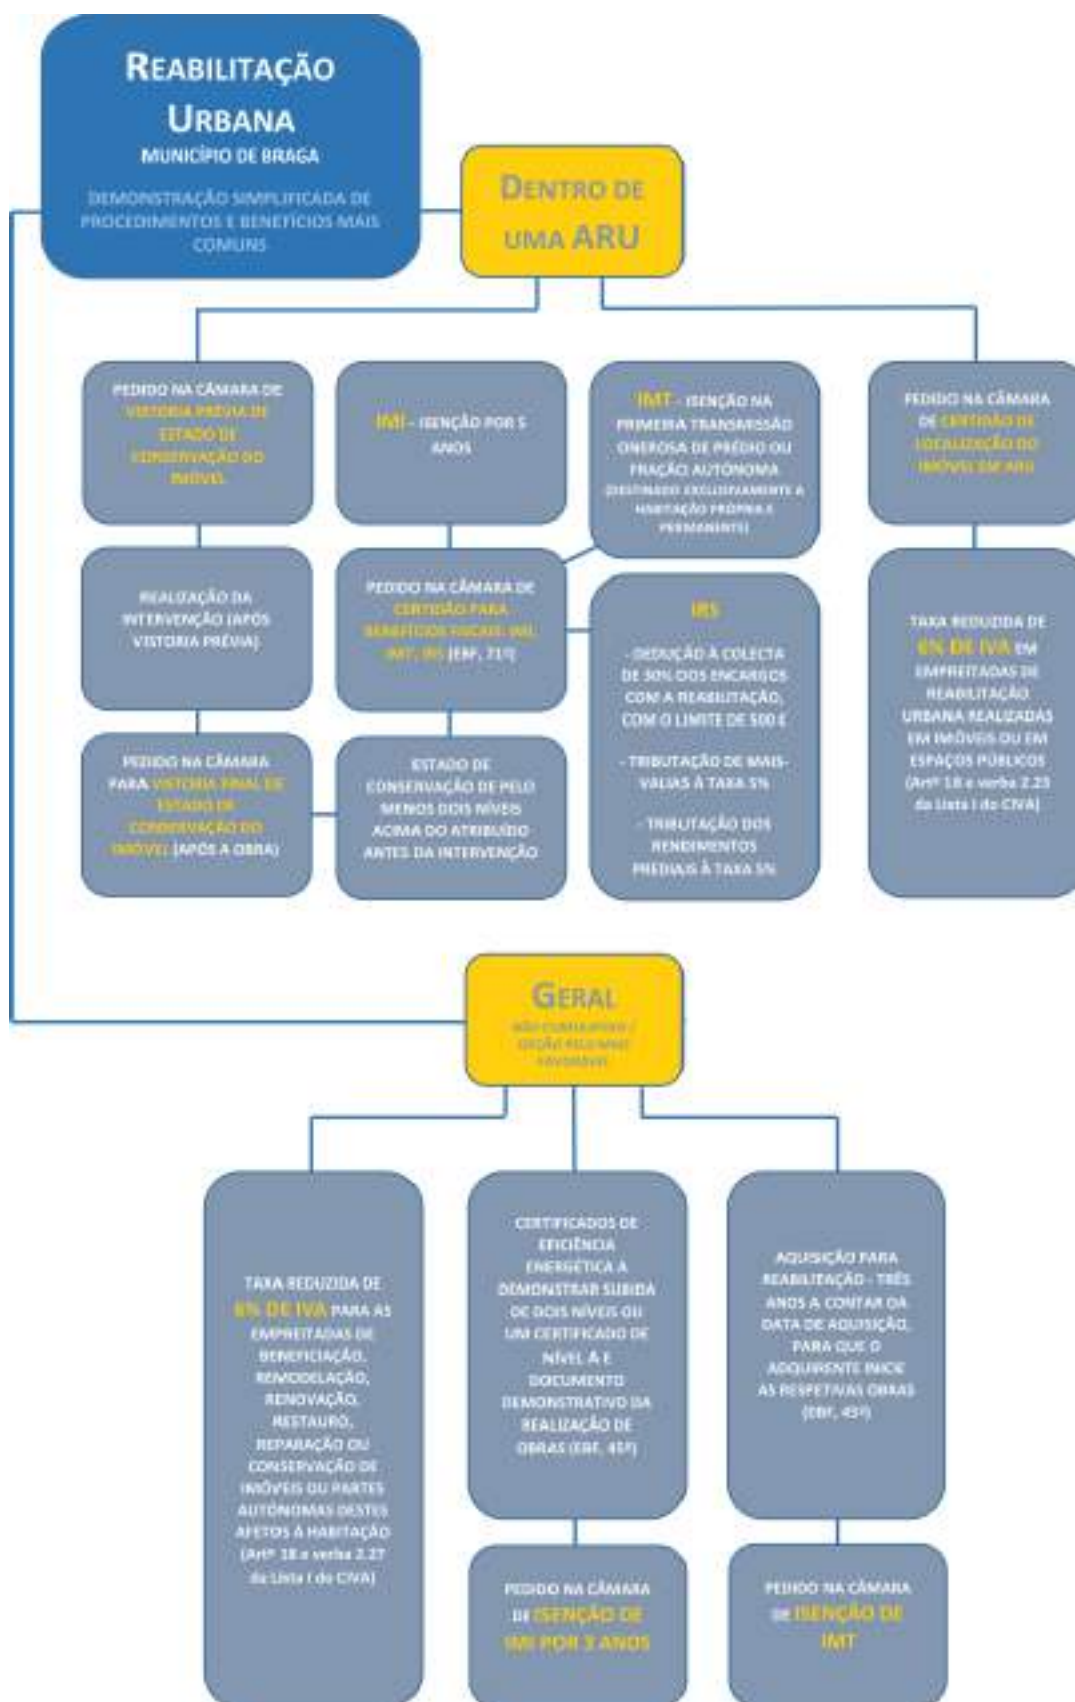 REABILITAÇÃO
URBANA
MUNICÍPIO DE BRAGA
DEMONSTRAÇÃO SIMPLIFICADA DE
PROCEDIMENTOS E BENEFÍCIOS MAIS
COMUNS
DENTRO DE
UMA ARU
PEDIDO NA CÂMARA DE
VISTORIA PRÉVIA DE
ESTADO DE
CONSERVAÇÃO DO
IMÓVEL
IMI - ISENÇÃO POR 5
ANOS
IMT - ISENÇÃO NA
PRIMEIRA TRANSMISSÃO
ONEROSA DE PRÉDIO OU
FRAÇÃO AUTÓNOMA
(DESTINADO EXCLUSIVAMENTE A
HABITAÇÃO PRÓPRIA E
PERMANENTE)
PEDIDO NA CÂMARA
DE CERTIDÃO DE
LOCALIZAÇÃO DO
IMÓVEL EM ARU
REALIZAÇÃO DA
INTERVENÇÃO (APÓS
VISTORIA PRÉVIA)
PEDIDO NA CÂMARA DE
CERTIDÃO PARA
BENEFÍCIOS FISCAIS: IMI,
IMT, IRS (EBF, 71º)
IRS
- DEDUÇÃO À COLECTA
DE 30% DOS ENCARGOS
COM A REABILITAÇÃO,
COM O LIMITE DE 500 €
- TRIBUTAÇÃO DE MAIS-
VALIAS À TAXA 5%
- TRIBUTAÇÃO DOS
RENDIMENTOS
PREDIAIS À TAXA 5%
TAXA REDUZIDA DE
6% DE IVA EM
EMPREITADAS DE
REABILITAÇÃO
URBANA REALIZADAS
EM IMÓVEIS OU EM
ESPAÇOS PÚBLICOS
(Artº 18 e verba 2.23
da Lista I do CIVA)
PEDIDO NA CÂMARA
PARA VISTORIA FINAL DE
ESTADO DE
CONSERVAÇÃO DO
IMÓVEL (APÓS A OBRA)
ESTADO DE
CONSERVAÇÃO DE PELO
MENOS DOIS NÍVEIS
ACIMA DO ATRIBUÍDO
ANTES DA INTERVENÇÃO
GERAL
NÃO CUMULATIVO /
OPÇÃO PELO MAIS
FAVORÁVEL
TAXA REDUZIDA DE
6% DE IVA PARA AS
EMPREITADAS DE
BENEFICIAÇÃO,
REMODELAÇÃO,
RENOVAÇÃO,
RESTAURO,
REPARAÇÃO OU
CONSERVAÇÃO DE
IMÓVEIS OU PARTES
AUTÓNOMAS DESTES
AFETOS À HABITAÇÃO
(Artº 18 e verba 2.27
da Lista I do CIVA)
CERTIFICADOS DE
EFICIÊNCIA
ENERGÉTICA A
DEMONSTRAR SUBIDA
DE DOIS NÍVEIS OU
UM CERTIFICADO DE
NÍVEL A E
DOCUMENTO
DEMONSTRATIVO DA
REALIZAÇÃO DE
OBRAS (EBF, 45º)
AQUISIÇÃO PARA
REABILITAÇÃO - TRÊS
ANOS A CONTAR DA
DATA DE AQUISIÇÃO,
PARA QUE O
ADQUIRENTE INICIE
AS RESPETIVAS OBRAS
(EBF, 45º)
PEDIDO NA CÂMARA
DE ISENÇÃO DE
IMI POR 3 ANOS
PEDIDO NA CÂMARA
DE ISENÇÃO DE
IMT